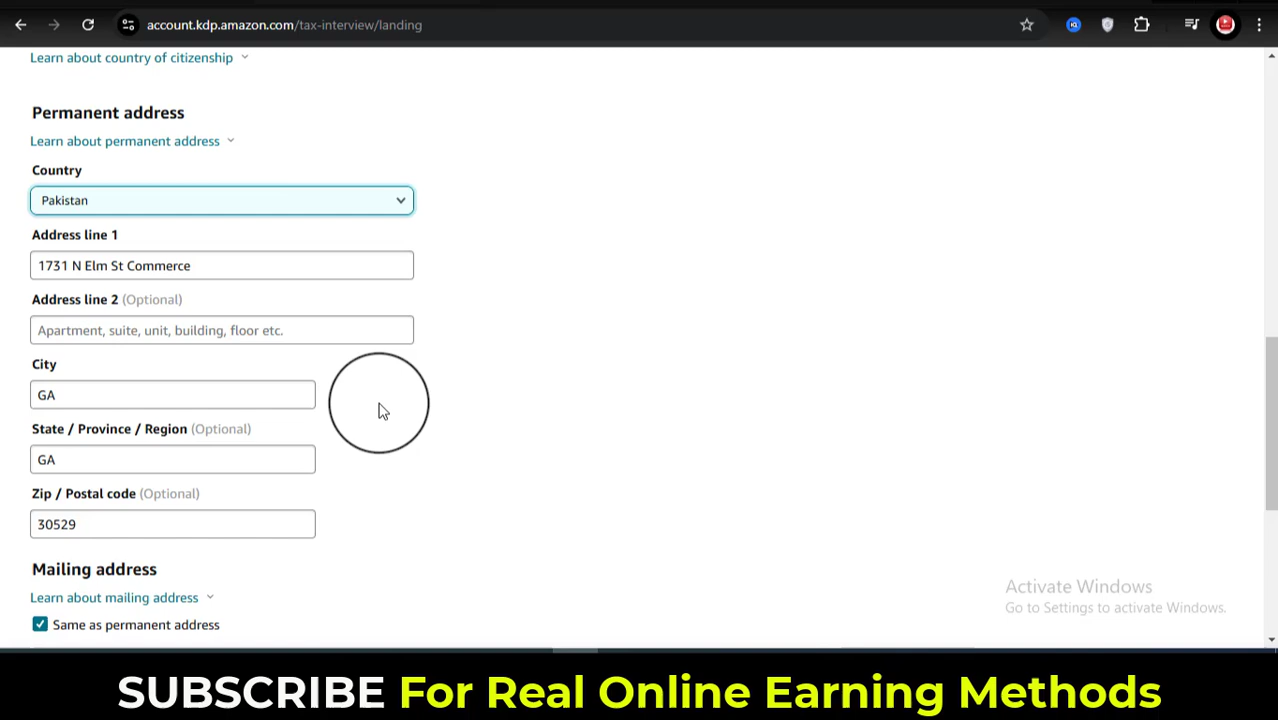 account.kdp.amazon.com/tax-interview/landing
Learn about country of citizenship
Permanent address
Learn about permanent address
Country
Pakistan
Address line 1
1731 N Elm St Commerce
Address line 2 (Optional)
Apartment, suite, unit, building, floor etc.
City
GA
State / Province / Region (Optional)
GA
Zip / Postal code (Optional)
30529
Mailing address
Learn about mailing address
Same as permanent address
Activate Windows
Go to Settings to activate Windows.
SUBSCRIBE For Real Online Earning Methods